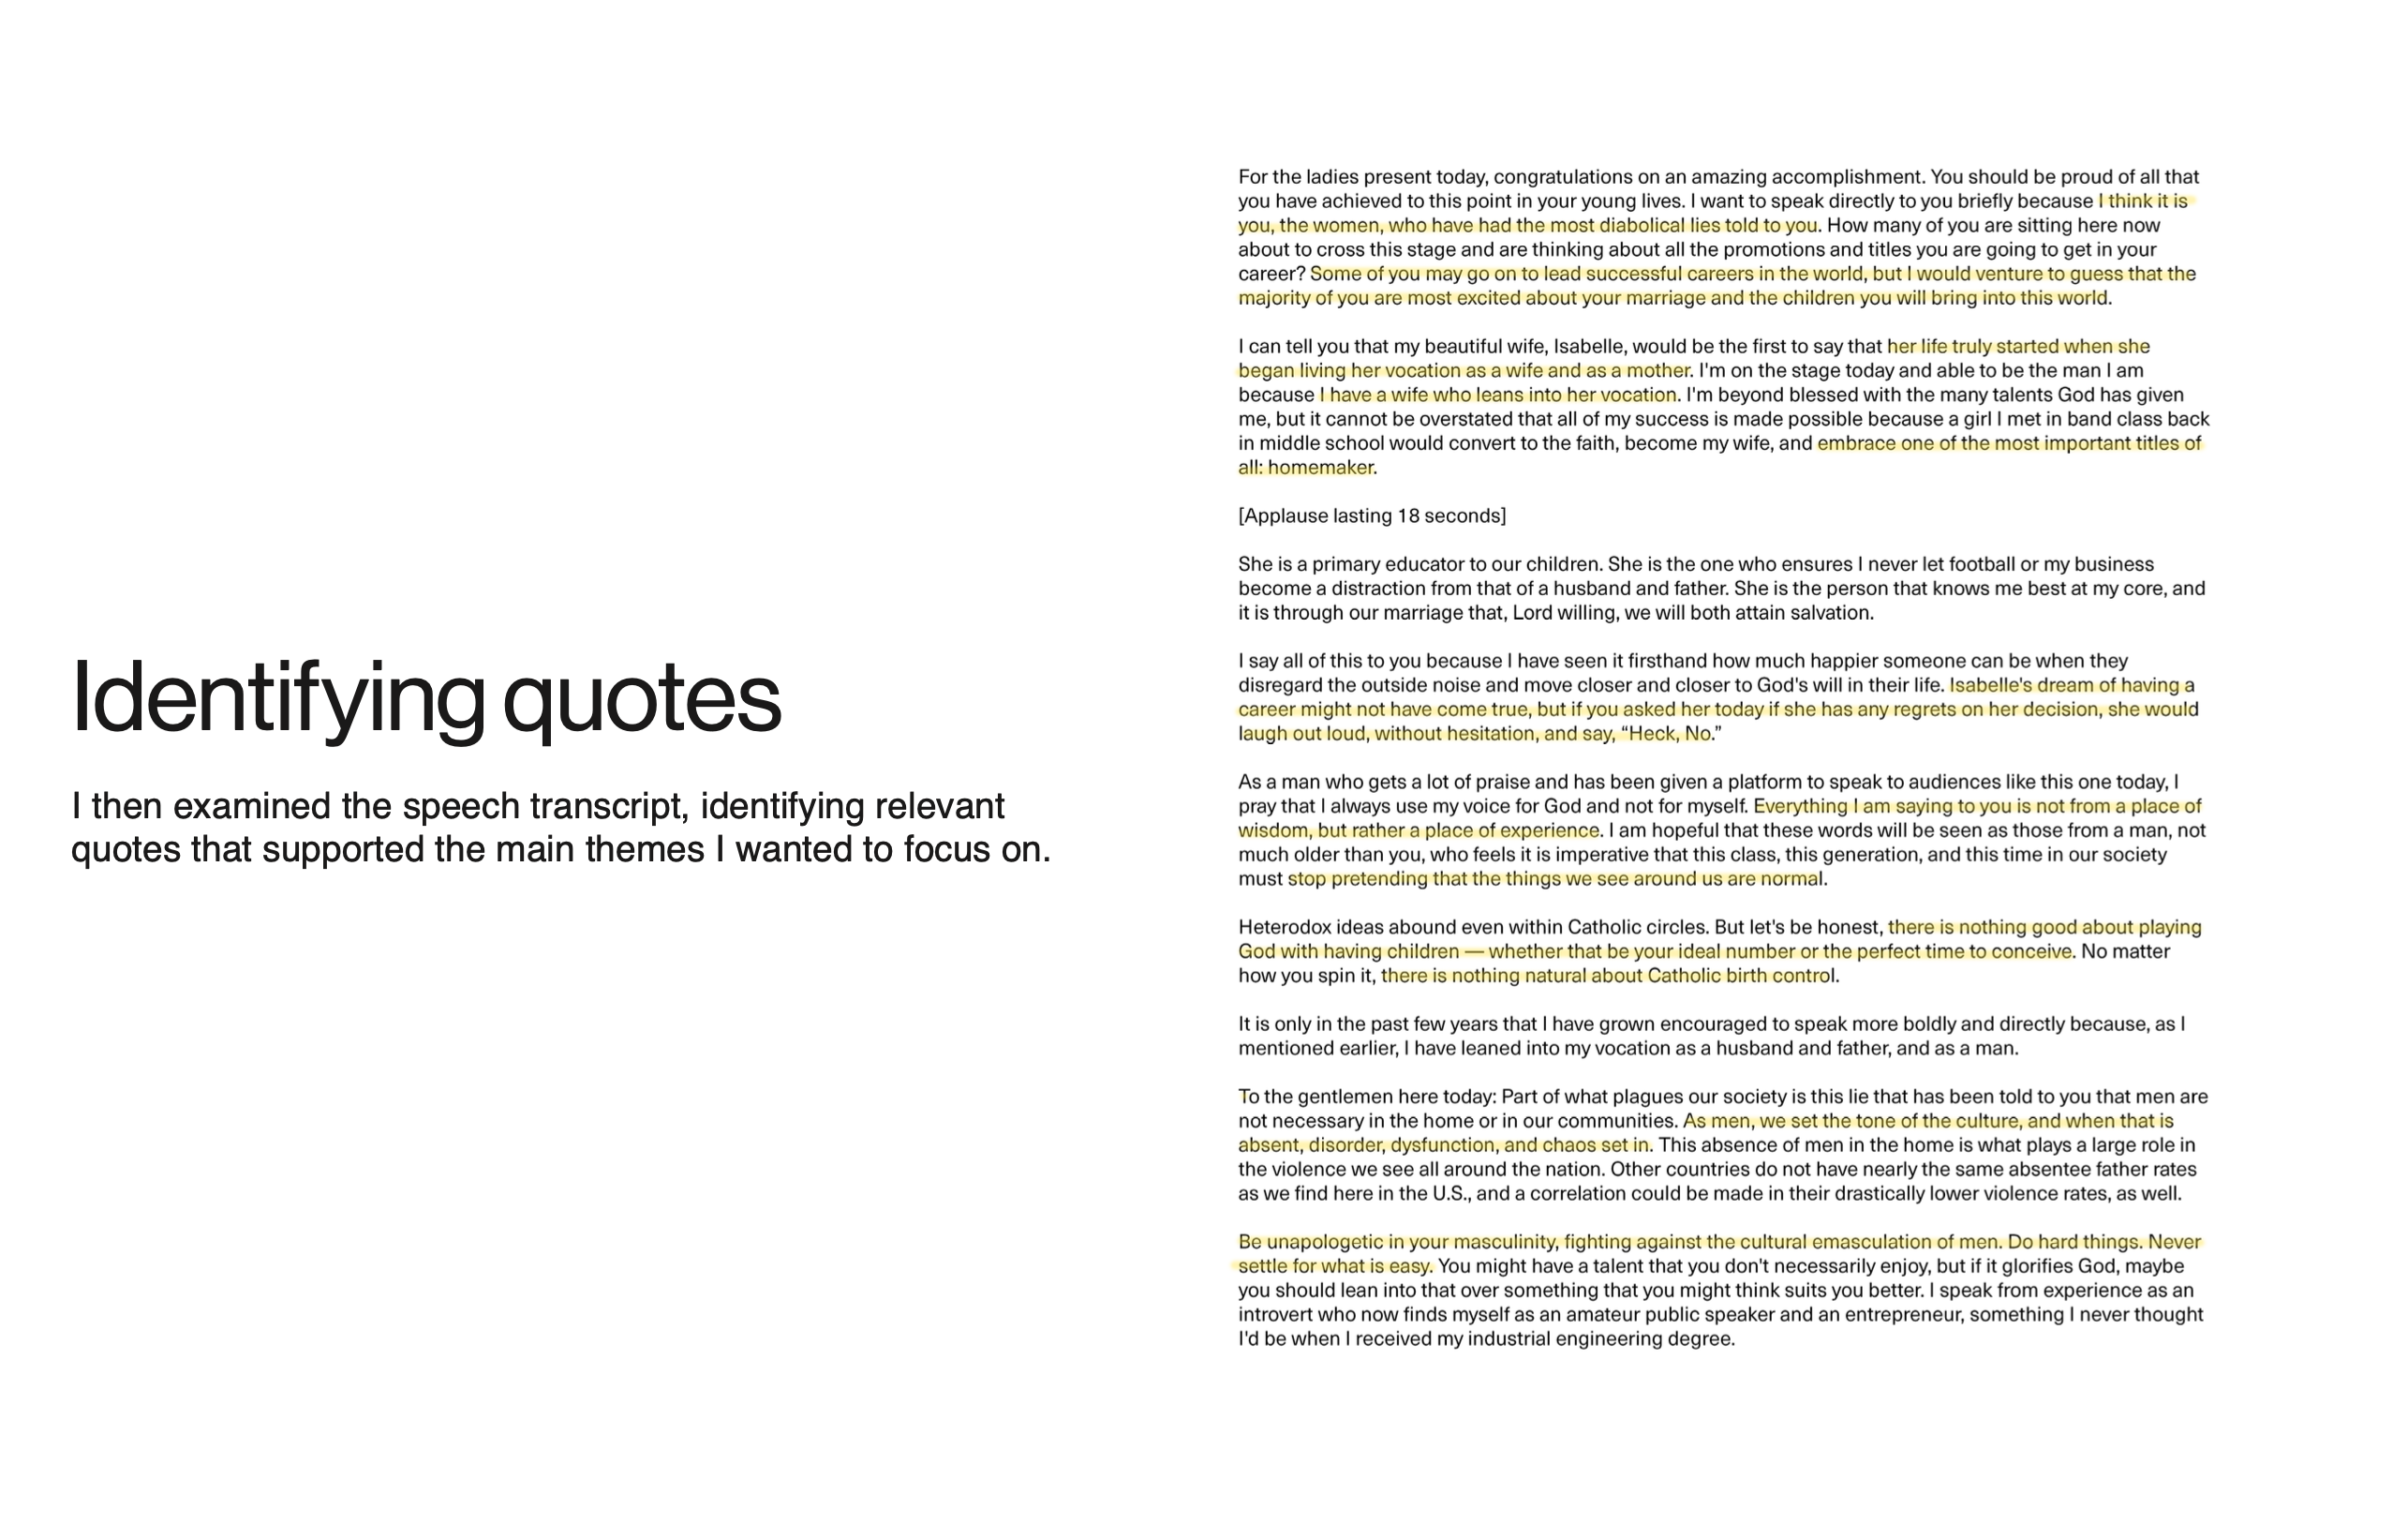 Identifying quotes
I then examined the speech transcript, identifying relevant
quotes that supported the main themes I wanted to focus on.
For the ladies present today, congratulations on an amazing accomplishment. You should be proud of all that
you have achieved to this point in your young lives. I want to speak directly to you briefly because I think it is
you, the women, who have had the most diabolical lies told to you. How many of you are sitting here now
about to cross this stage and are thinking about all the promotions and titles you are going to get in your
career? Some of you may go on to lead successful careers in the world, but I would venture to guess that the
majority of you are most excited about your marriage and the children you will bring into this world.
I can tell you that my beautiful wife, Isabelle, would be the first to say that her life truly started when she
began living her vocation as a wife and as a mother. I'm on the stage today and able to be the man I am
because I have a wife who leans into her vocation. I'm beyond blessed with the many talents God has given
me, but it cannot be overstated that all of my success is made possible because a girl I met in band class back
in middle school would convert to the faith, become my wife, and embrace one of the most important titles of
all: homemaker.
[Applause lasting 18 seconds]
She is a primary educator to our children. She is the one who ensures I never let football or my business
become a distraction from that of a husband and father. She is the person that knows me best at my core, and
it is through our marriage that, Lord willing, we will both attain salvation.
I say all of this to you because I have seen it firsthand how much happier someone can be when they
disregard the outside noise and move closer and closer to God's will in their life. Isabelle's dream of having a
career might not have come true, but if you asked her today if she has any regrets on her decision, she would
laugh out loud, without hesitation, and say, “Heck, No.”
As a man who gets a lot of praise and has been given a platform to speak to audiences like this one today, I
pray that I always use my voice for God and not for myself. Everything I am saying to you is not from a place of
wisdom, but rather a place of experience. I am hopeful that these words will be seen as those from a man, not
much older than you, who feels it is imperative that this class, this generation, and this time in our society
must stop pretending that the things we see around us are normal.
Heterodox ideas abound even within Catholic circles. But let's be honest, there is nothing good about playing
God with having children — whether that be your ideal number or the perfect time to conceive. No matter
how you spin it, there is nothing natural about Catholic birth control.
It is only in the past few years that I have grown encouraged to speak more boldly and directly because, as I
mentioned earlier, I have leaned into my vocation as a husband and father, and as a man.
To the gentlemen here today: Part of what plagues our society is this lie that has been told to you that men are
not necessary in the home or in our communities. As men, we set the tone of the culture, and when that is
absent, disorder, dysfunction, and chaos set in. This absence of men in the home is what plays a large role in
the violence we see all around the nation. Other countries do not have nearly the same absentee father rates
as we find here in the U.S., and a correlation could be made in their drastically lower violence rates, as well.
Be unapologetic in your masculinity, fighting against the cultural emasculation of men. Do hard things. Never
settle for what is easy. You might have a talent that you don't necessarily enjoy, but if it glorifies God, maybe
you should lean into that over something that you might think suits you better. I speak from experience as an
introvert who now finds myself as an amateur public speaker and an entrepreneur, something I never thought
I'd be when I received my industrial engineering degree.